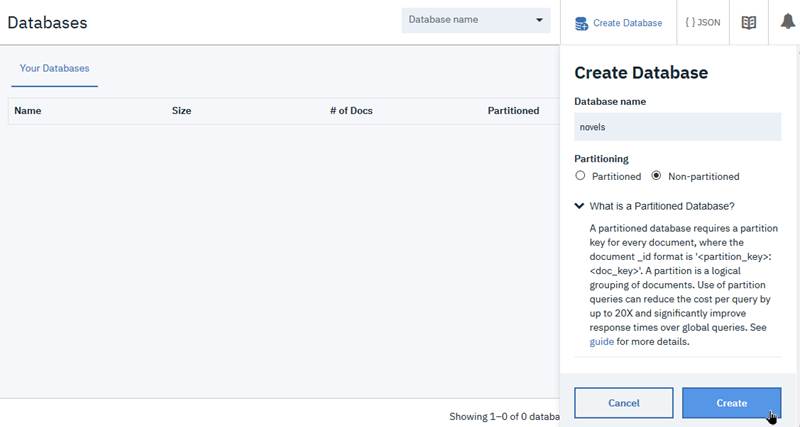 Databases
Database name
Create Database
{ } JSON
Your Databases
Name Size # of Docs Partitioned
Showing 1–0 of 0 databa
Create Database
Database name
novels
Partitioning
Partitioned Non-partitioned
What is a Partitioned Database?
A partitioned database requires a partition
key for every document, where the
document _id format is '<partition_key>:
<doc_key>'. A partition is a logical
grouping of documents. Use of partition
queries can reduce the cost per query by
up to 20X and significantly improve
response times over global queries. See
guide for more details.
Cancel Create